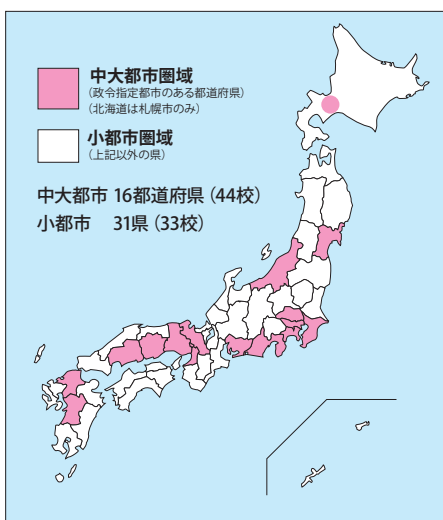 中大都市圏域
(政令指定都市のある都道府県)
(北海道は札幌市のみ)
小都市圏域
(上記以外の県)
中大都市 16都道府県 (44校)
小都市　31県 (33校)